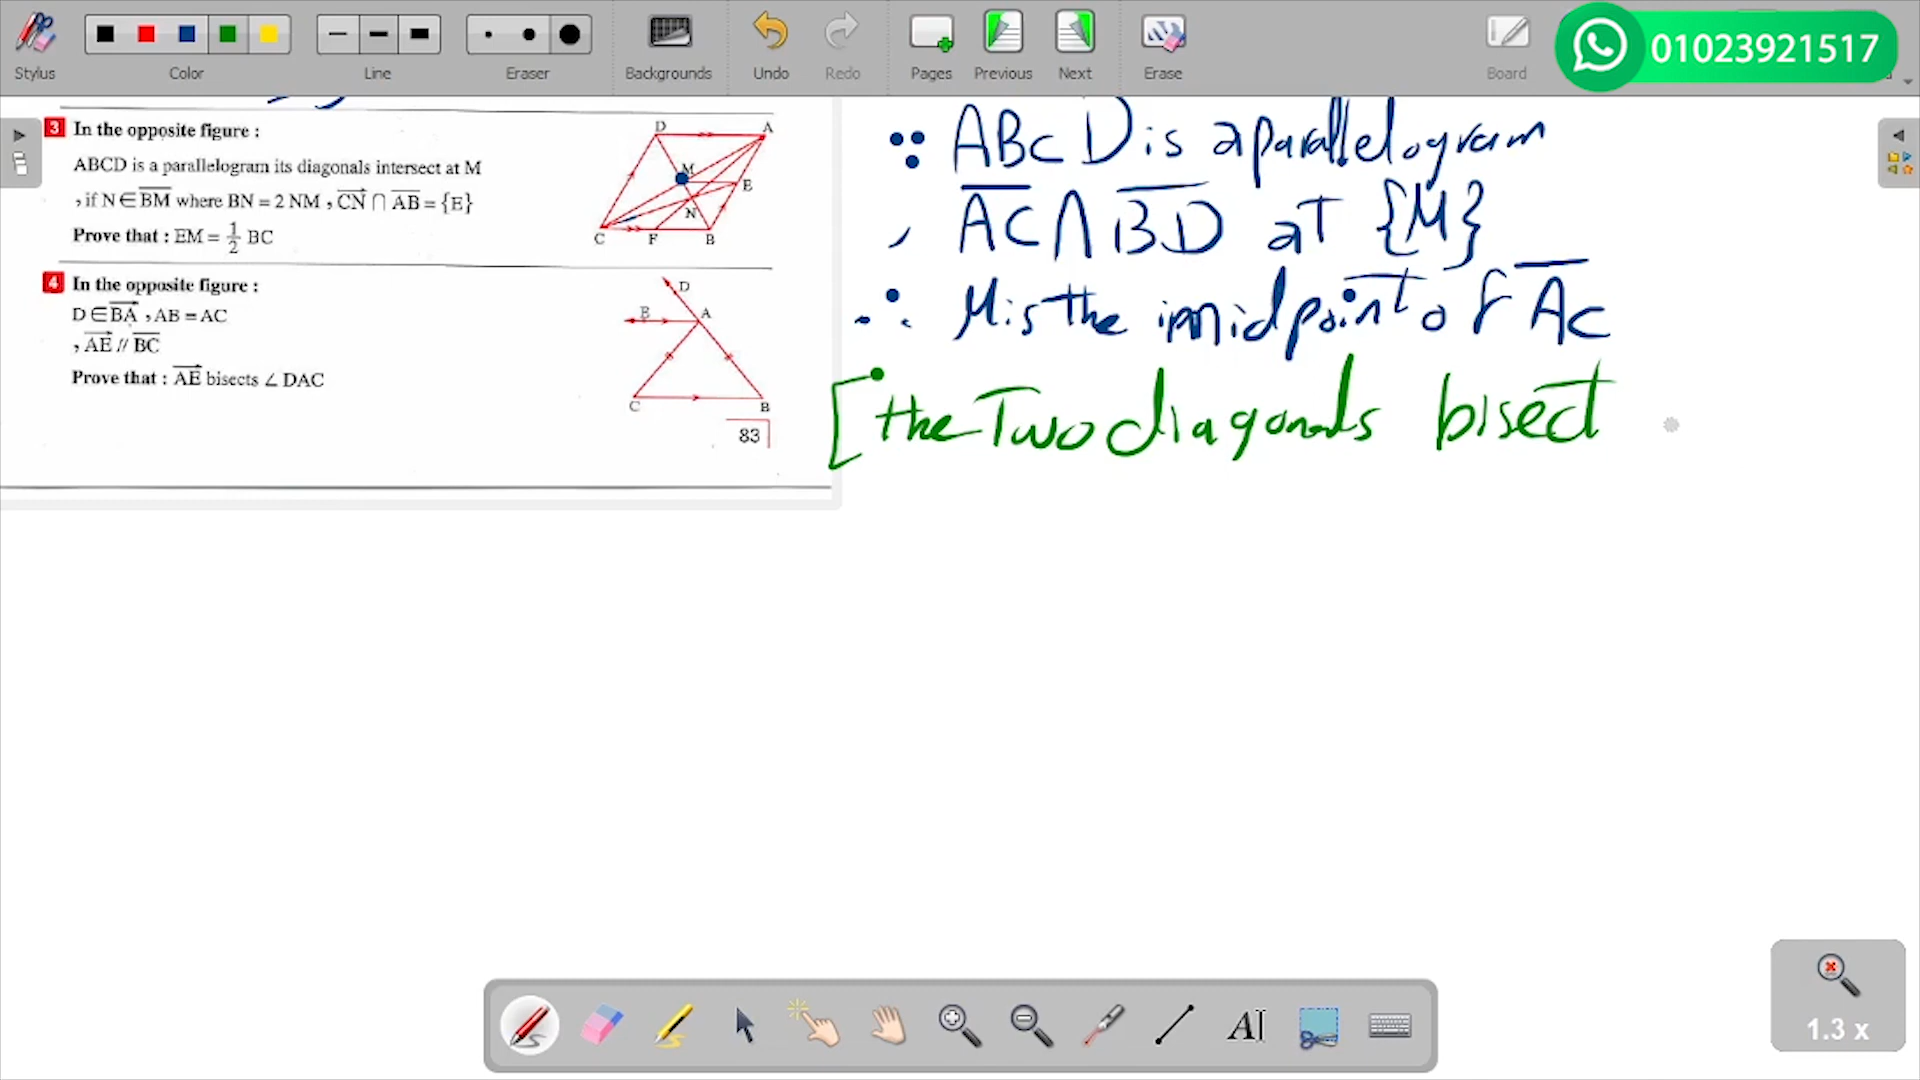 Stylus
Color
Line
Eraser
Backgrounds
Undo
Redo
Pages
Previous
Next
Erase
Board
01023921517
3 In the opposite figure :
ABCD is a parallelogram its diagonals intersect at M
, if N ∈ BM where BN = 2 NM , CN ∩ AB = {E}
Prove that : EM = 1/2 BC
D
A
M
E
N
C
F
B
4 In the opposite figure :
D ∈ BA , AB = AC
, AE // BC
Prove that : AE bisects ∠ DAC
D
E
A
C
B
83
∵ ABCD is a parallelogram
, AC ∩ BD at {M}
∴ M is the midpoint of AC
[the Two diagonals bisect
1.3 x